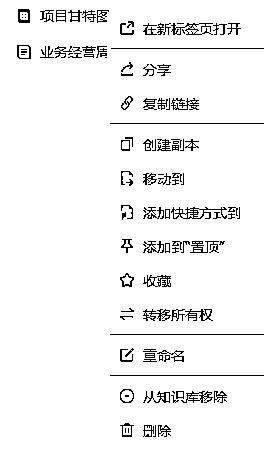 项目甘特图
在新标签页打开
业务经营周
分享
复制链接
创建副本
移动到
添加快捷方式到
添加到“置顶”
收藏
转移所有权
重命名
从知识库移除
删除